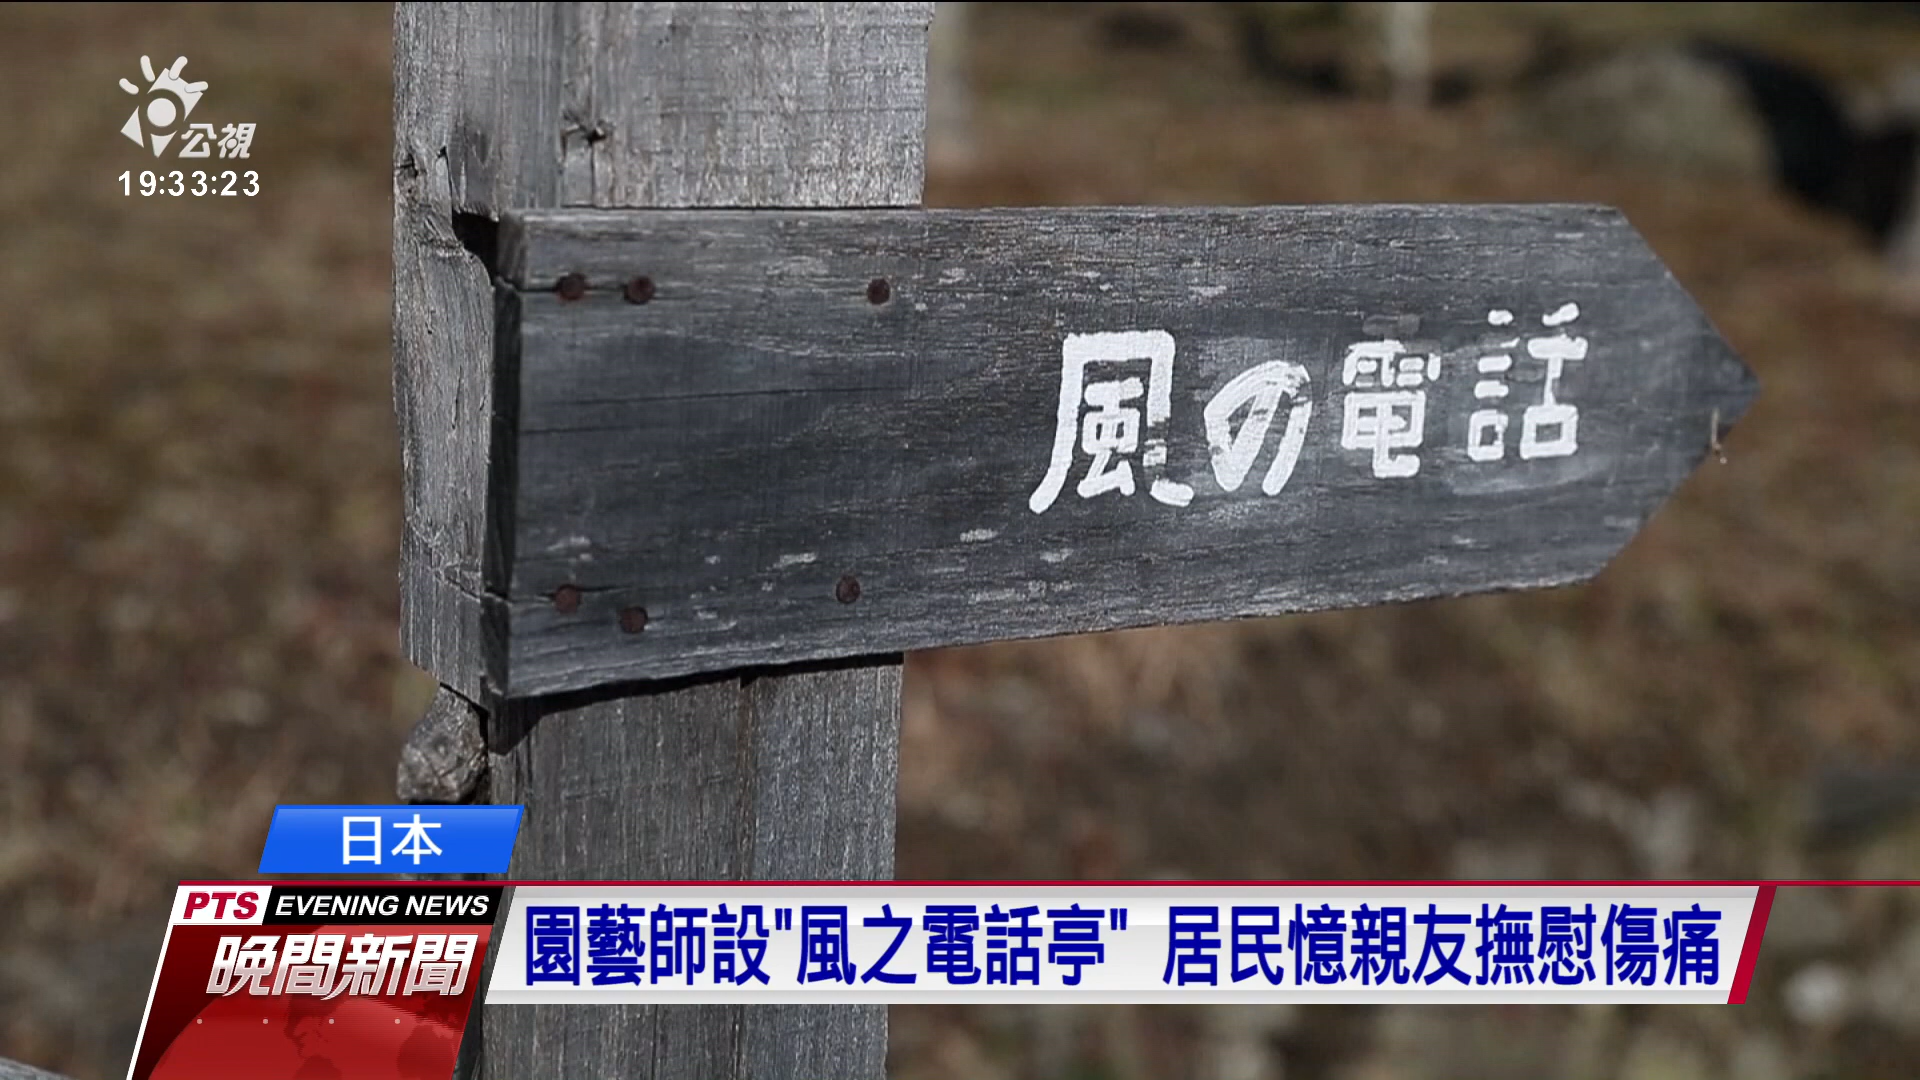 公視
19:33:23
風の電話
日本
PTS EVENING NEWS
晚間新聞
園藝師設"風之電話亭" 居民憶親友撫慰傷痛